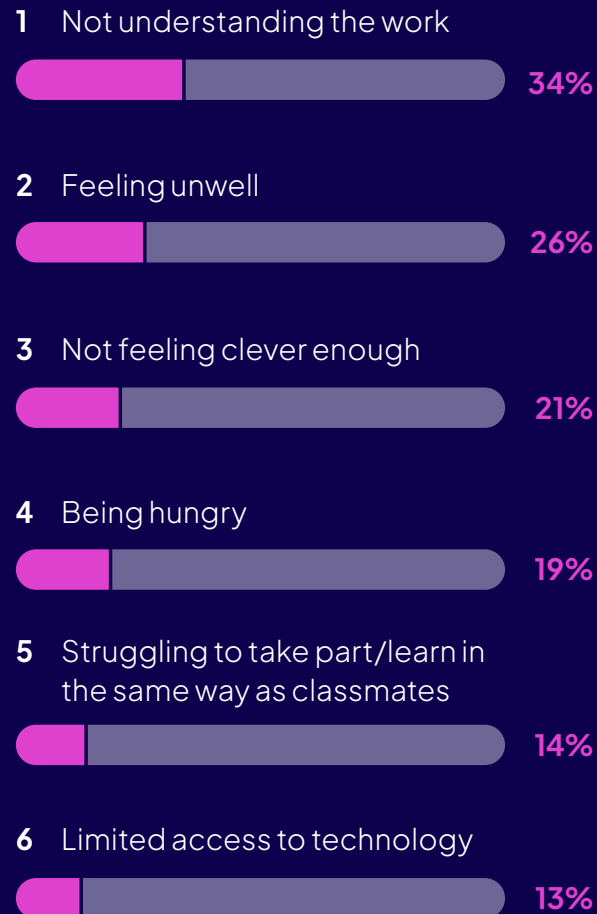 1 Not understanding the work
34%
2 Feeling unwell
26%
3 Not feeling clever enough
21%
4 Being hungry
19%
5 Struggling to take part/learn in
the same way as classmates
14%
6 Limited access to technology
13%